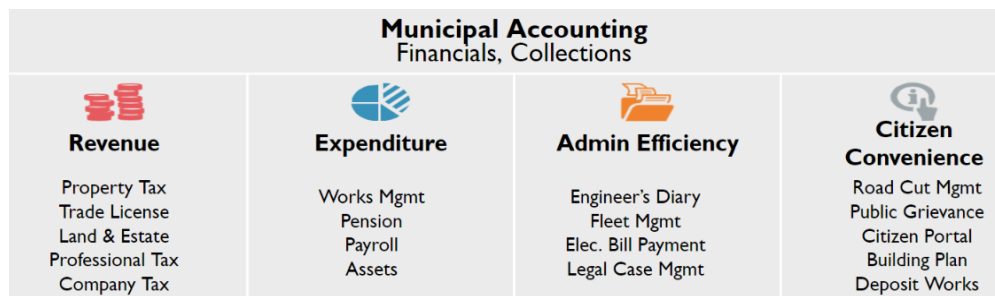 Municipal Accounting
Financials, Collections
Revenue
Property Tax
Trade License
Land & Estate
Professional Tax
Company Tax
Expenditure
Works Mgmt
Pension
Payroll
Assets
Admin Efficiency
Engineer's Diary
Fleet Mgmt
Elec. Bill Payment
Legal Case Mgmt
Citizen
Convenience
Road Cut Mgmt
Public Grievance
Citizen Portal
Building Plan
Deposit Works